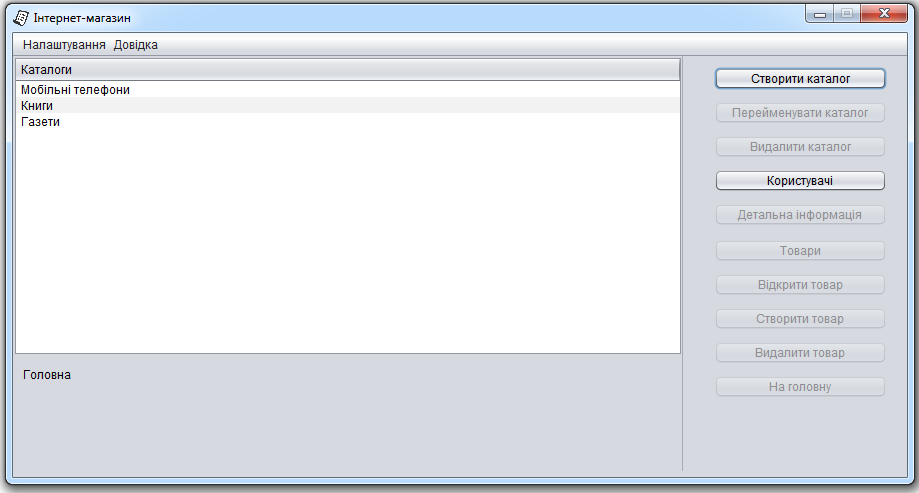 Інтернет-магазин
Налаштування Довідка
Каталоги
Мобільні телефони
Книги
Газети
Головна
Створити каталог
Перейменувати каталог
Видалити каталог
Користувачі
Детальна інформація
Товари
Відкрити товар
Створити товар
Видалити товар
На головну